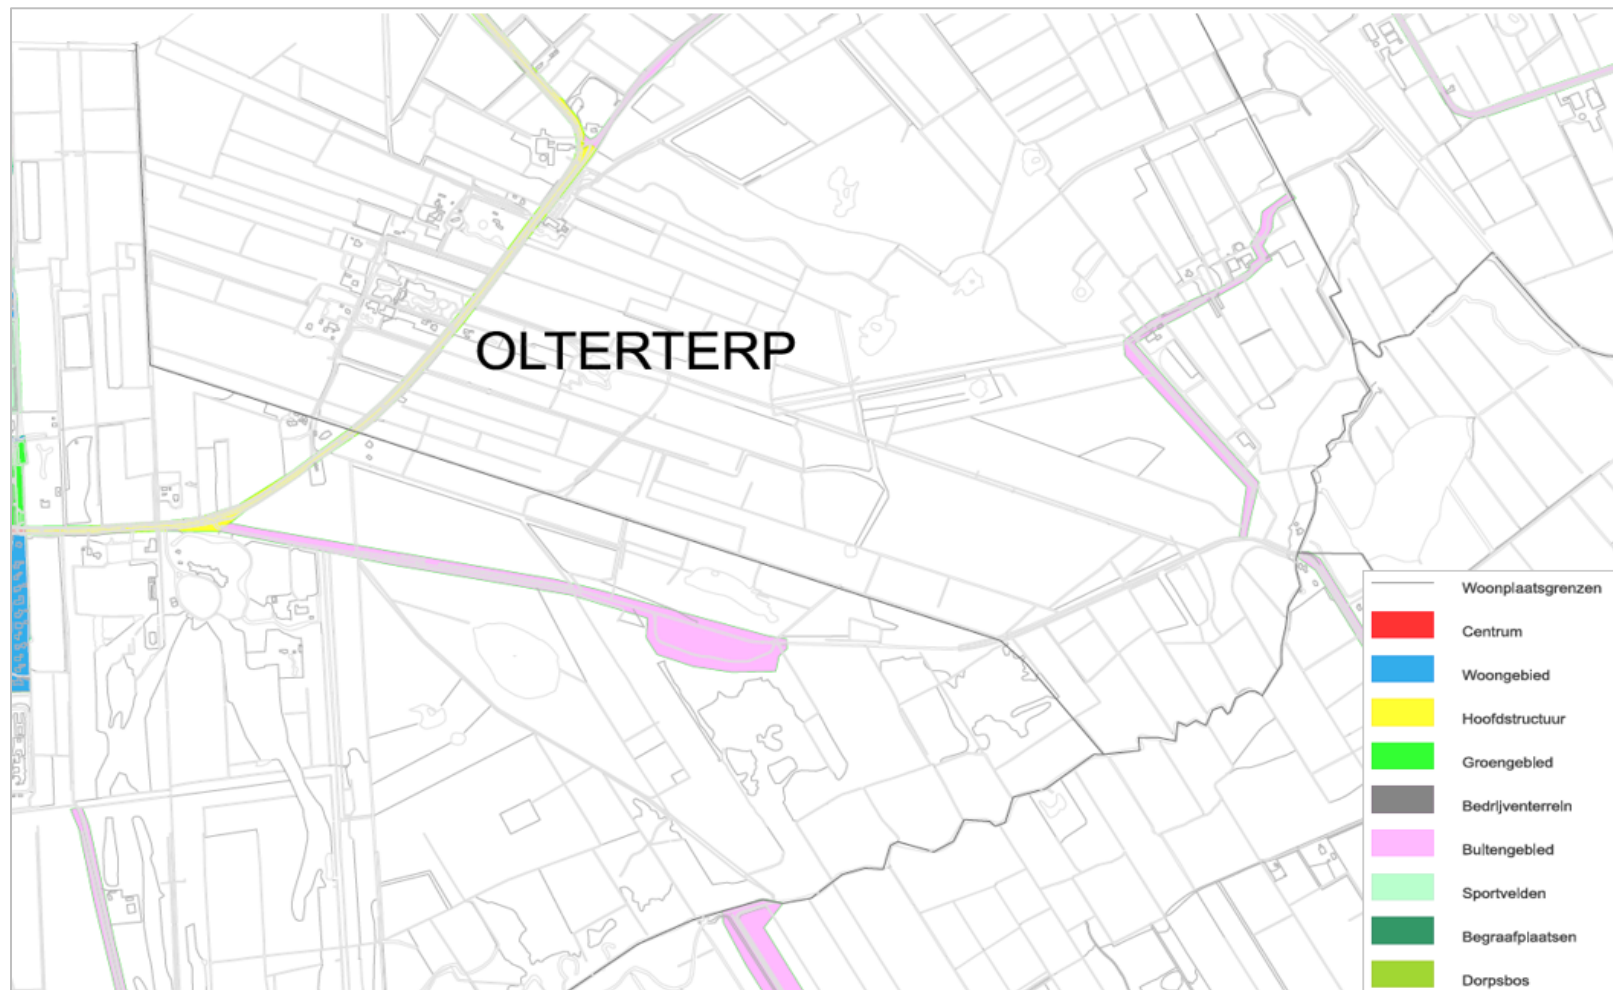 OLTERTERP
Woonplaatsgrenzen
Centrum
Woongebied
Hoofdstructuur
Groengebied
Bedrijventerrein
Buitengebied
Sportvelden
Begraafplaatsen
Dorpsbos